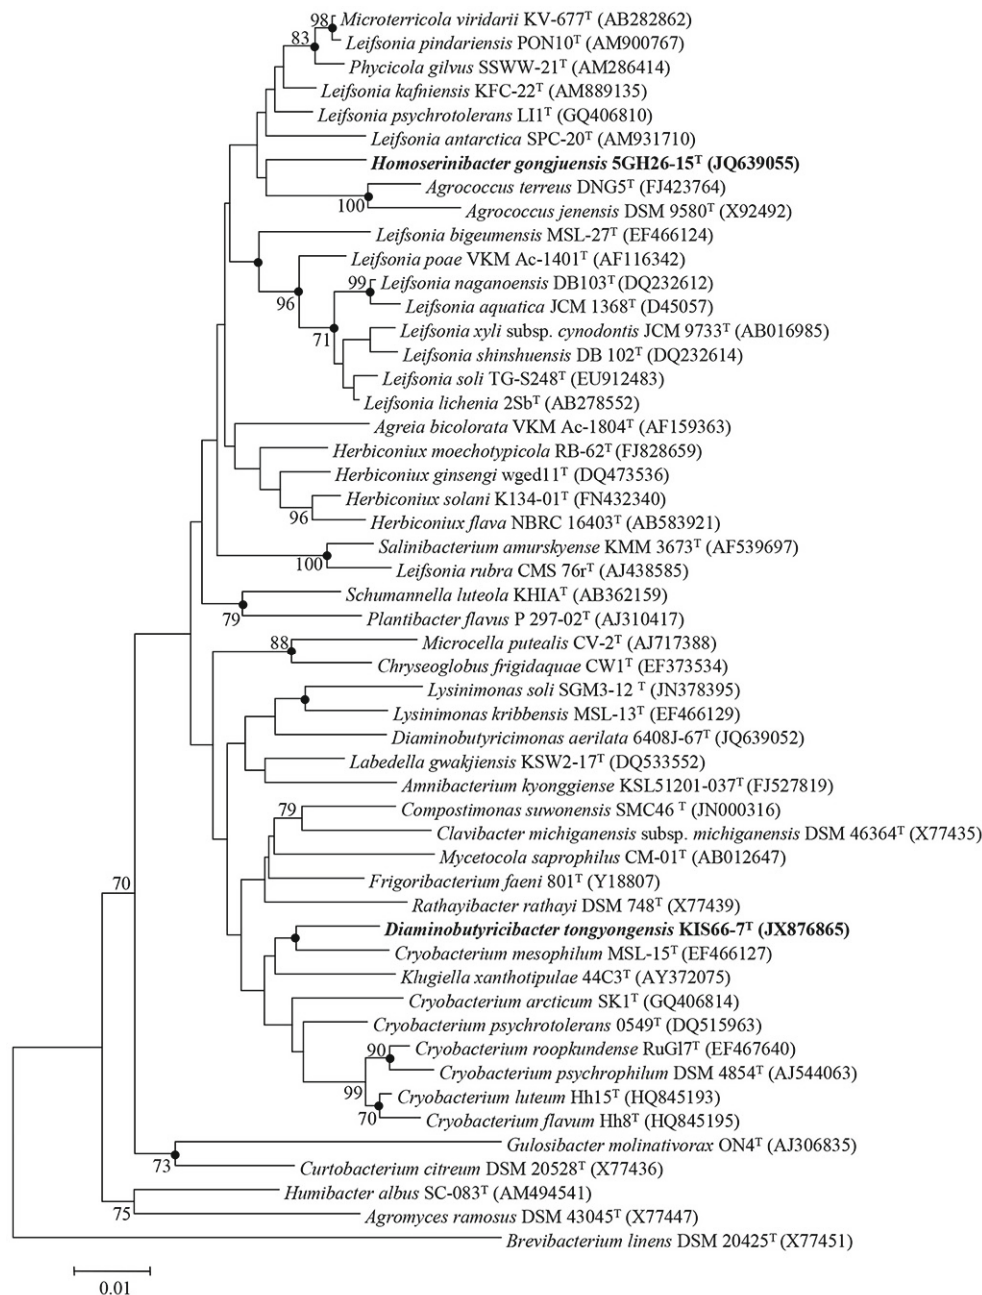 98
Microterricola viridarii KV-677T (AB282862)
83
Leifsonia pindariensis PON10T (AM900767)
Phycicola gilvus SSWW-21T (AM286414)
Leifsonia kafniensis KFC-22T (AM889135)
Leifsonia psychrotolerans LI1T (GQ406810)
Leifsonia antarctica SPC-20T (AM931710)
Homoserinibacter gongjuensis 5GH26-15T (JQ639055)
Agrococcus terreus DNG5T (FJ423764)
100
Agrococcus jenensis DSM 9580T (X92492)
Leifsonia bigeumensis MSL-27T (EF466124)
Leifsonia poae VKM Ac-1401T (AF116342)
99
Leifsonia naganoensis DB103T (DQ232612)
96
Leifsonia aquatica JCM 1368T (D45057)
Leifsonia xyli subsp. cynodontis JCM 9733T (AB016985)
71
Leifsonia shinshuensis DB 102T (DQ232614)
Leifsonia soli TG-S248T (EU912483)
Leifsonia lichenia 2SbT (AB278552)
Agreia bicolorata VKM Ac-1804T (AF159363)
Herbiconiux moechotypicola RB-62T (FJ828659)
Herbiconiux ginsengi wged11T (DQ473536)
Herbiconiux solani K134-01T (FN432340)
96
Herbiconiux flava NBRC 16403T (AB583921)
Salinibacterium amurskyense KMM 3673T (AF539697)
100
Leifsonia rubra CMS 76rT (AJ438585)
Schumannella luteola KHIAT (AB362159)
79
Plantibacter flavus P 297-02T (AJ310417)
88
Microcella putealis CV-2T (AJ717388)
Chryseoglobus frigidaquae CW1T (EF373534)
Lysinimonas soli SGM3-12 T (JN378395)
Lysinimonas kribbensis MSL-13T (EF466129)
Diaminobutyricimonas aerilata 6408J-67T (JQ639052)
Labedella gwakjiensis KSW2-17T (DQ533552)
Amnibacterium kyonggiense KSL51201-037T (FJ527819)
79
Compostimonas suwonensis SMC46 T (JN000316)
Clavibacter michiganensis subsp. michiganensis DSM 46364T (X77435)
Mycetocola saprophilus CM-01T (AB012647)
70
Frigoribacterium faeni 801T (Y18807)
Rathayibacter rathayi DSM 748T (X77439)
Diaminobutyricibacter tongyongensis KIS66-7T (JX876865)
Cryobacterium mesophilum MSL-15T (EF466127)
Klugiella xanthotipulae 44C3T (AY372075)
Cryobacterium arcticum SK1T (GQ406814)
Cryobacterium psychrotolerans 0549T (DQ515963)
90
Cryobacterium roopkundense RuGl7T (EF467640)
Cryobacterium psychrophilum DSM 4854T (AJ544063)
99
Cryobacterium luteum Hh15T (HQ845193)
70
Cryobacterium flavum Hh8T (HQ845195)
Gulosibacter molinativorax ON4T (AJ306835)
73
Curtobacterium citreum DSM 20528T (X77436)
Humibacter albus SC-083T (AM494541)
75
Agromyces ramosus DSM 43045T (X77447)
Brevibacterium linens DSM 20425T (X77451)
0.01